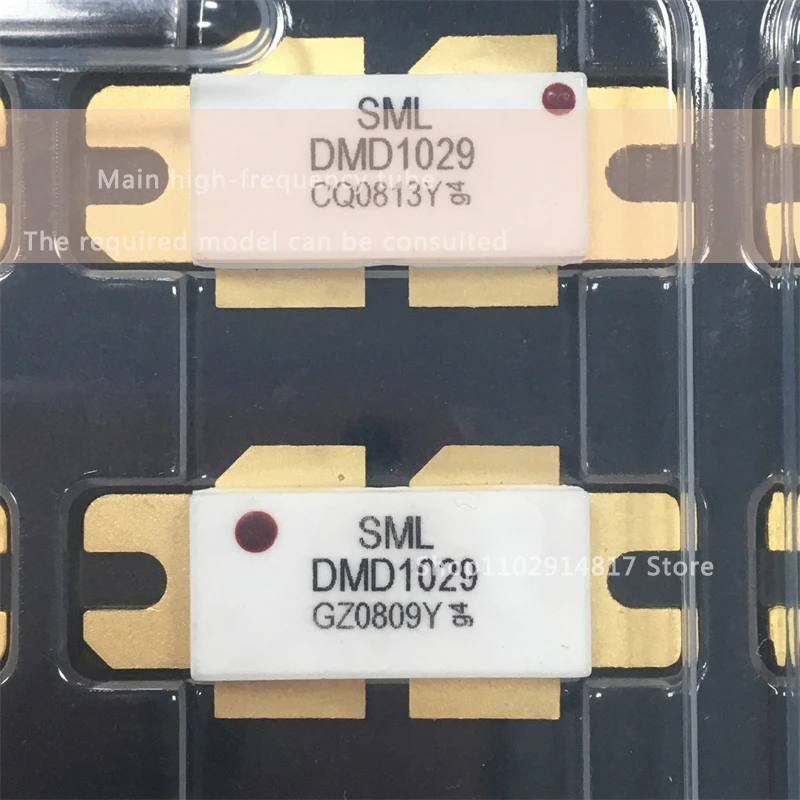 SML
DMD1029
CQ0813Y 94
Main high-frequency tube
The required model can be consulted
SML
DMD1029
Shop1102914817 Store
GZ0809Y 94